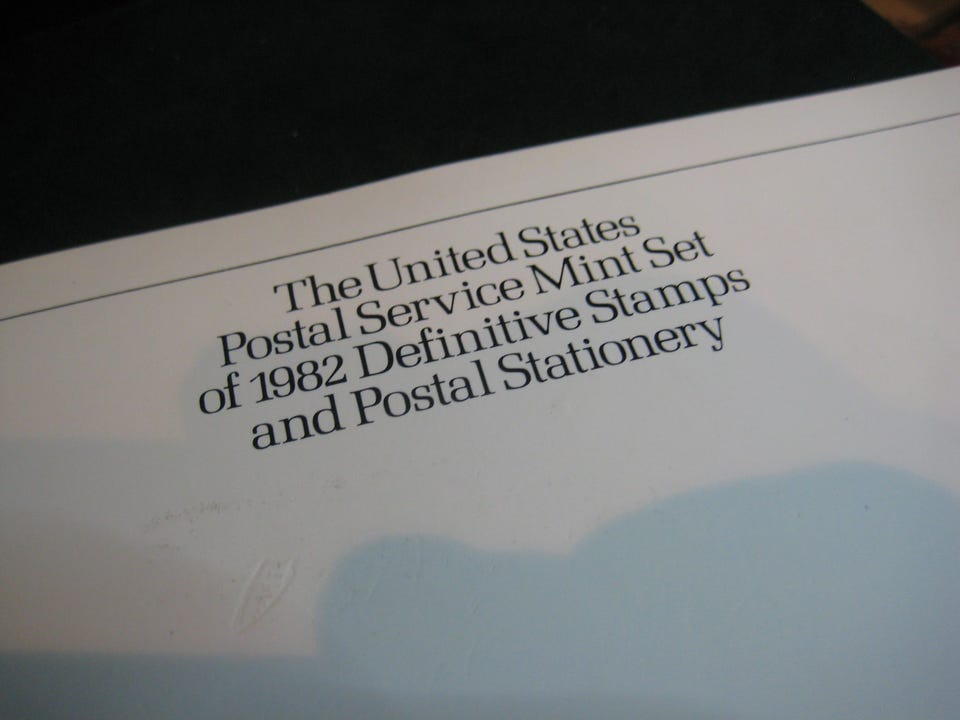 The United States
Postal Service Mint Set
of 1982 Definitive Stamps
and Postal Stationery